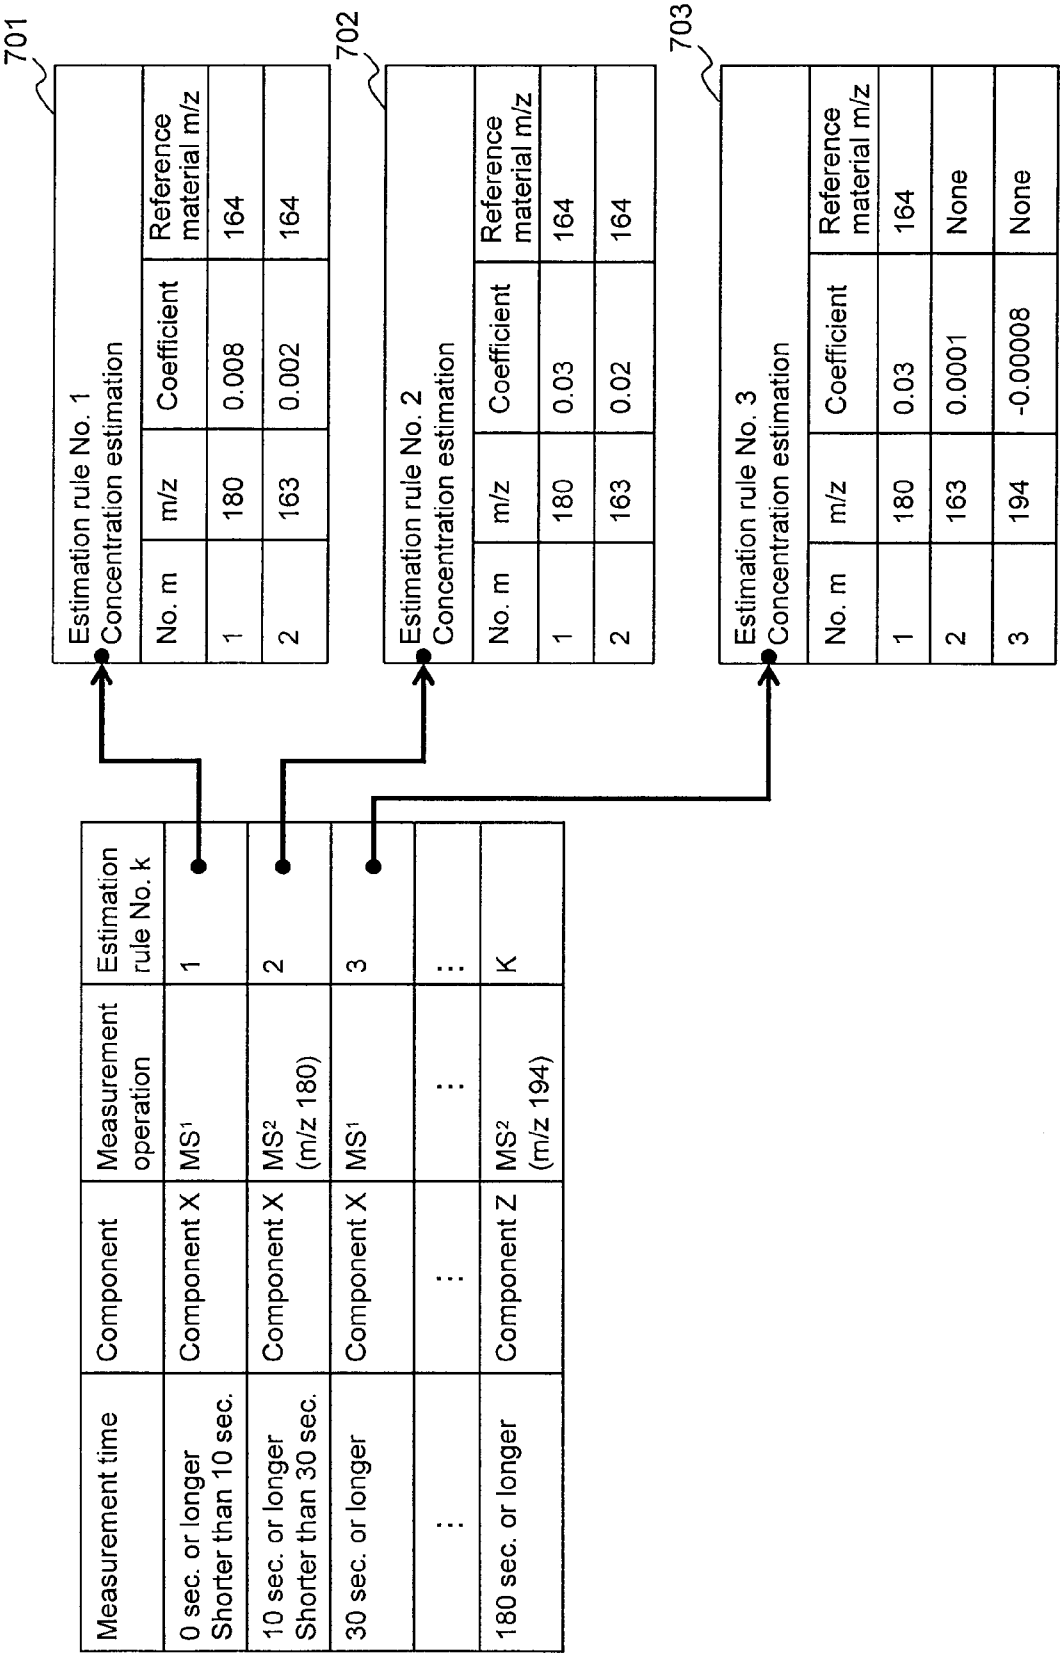 Measurement time
Component
Measurement
operation
Estimation
rule No. k
0 sec. or longer
Shorter than 10 sec.
Component X
MS¹
1
10 sec. or longer
Shorter than 30 sec.
Component X
MS²
(m/z 180)
2
30 sec. or longer
Component X
MS¹
3
⋮
⋮
⋮
⋮
180 sec. or longer
Component Z
MS²
(m/z 194)
K
701
Estimation rule No. 1
Concentration estimation
No. m
m/z
Coefficient
Reference
material m/z
1
180
0.008
164
2
163
0.002
164
702
Estimation rule No. 2
Concentration estimation
No. m
m/z
Coefficient
Reference
material m/z
1
180
0.03
164
2
163
0.02
164
703
Estimation rule No. 3
Concentration estimation
No. m
m/z
Coefficient
Reference
material m/z
1
180
0.03
164
2
163
0.0001
None
3
194
-0.00008
None